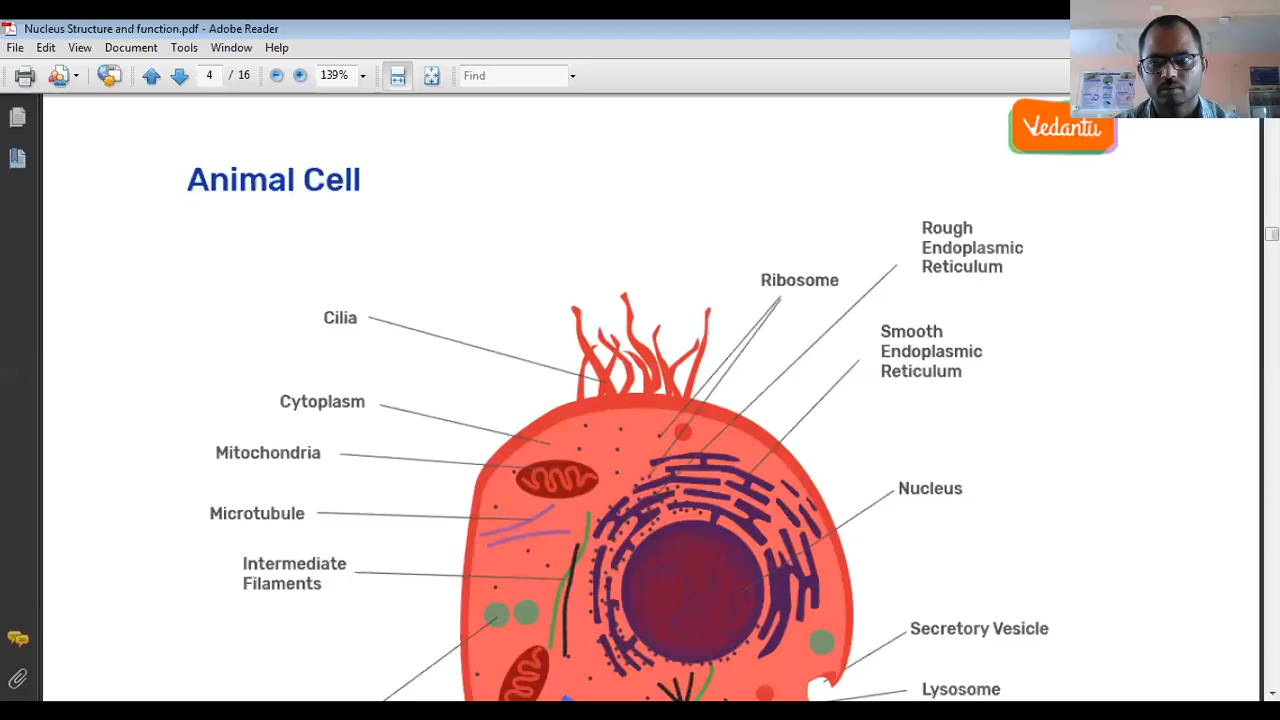 Nucleus Structure and function.pdf - Adobe Reader
File Edit View Document Tools Window Help
4 / 16 139% Find
Vedantu
Animal Cell
Rough
Endoplasmic
Reticulum
Ribosome
Cilia
Smooth
Endoplasmic
Reticulum
Cytoplasm
Mitochondria
Nucleus
Microtubule
Intermediate
Filaments
Secretory Vesicle
Lysosome